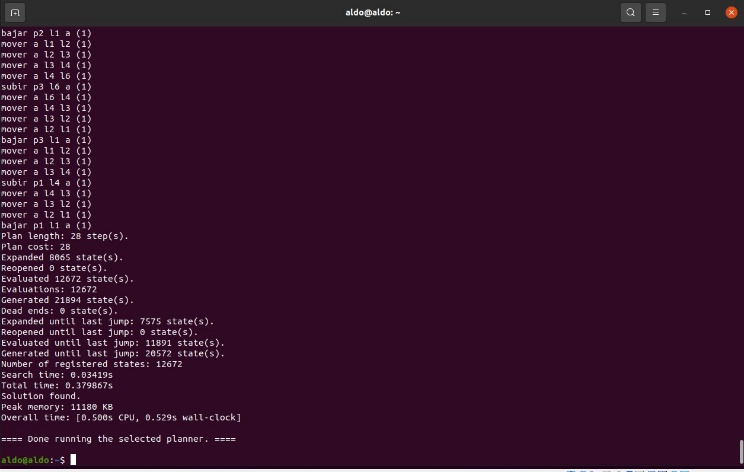 aldo@aldo: ~
bajar p2 l1 a (1)
mover a l1 l2 (1)
mover a l2 l3 (1)
mover a l3 l4 (1)
mover a l4 l6 (1)
subir p3 l6 a (1)
mover a l6 l4 (1)
mover a l4 l3 (1)
mover a l3 l2 (1)
mover a l2 l1 (1)
bajar p3 l1 a (1)
mover a l1 l2 (1)
mover a l2 l3 (1)
mover a l3 l4 (1)
subir p1 l4 a (1)
mover a l4 l3 (1)
mover a l3 l2 (1)
mover a l2 l1 (1)
bajar p1 l1 a (1)
Plan length: 28 step(s).
Plan cost: 28
Expanded 8065 state(s).
Reopened 0 state(s).
Evaluated 12672 state(s).
Evaluations: 12672
Generated 21894 state(s).
Dead ends: 0 state(s).
Expanded until last jump: 7575 state(s).
Reopened until last jump: 0 state(s).
Evaluated until last jump: 11891 state(s).
Generated until last jump: 20572 state(s).
Number of registered states: 12672
Search time: 0.03419s
Total time: 0.379867s
Solution found.
Peak memory: 11180 KB
Overall time: [0.500s CPU, 0.529s wall-clock]
==== Done running the selected planner. ====
aldo@aldo:~$